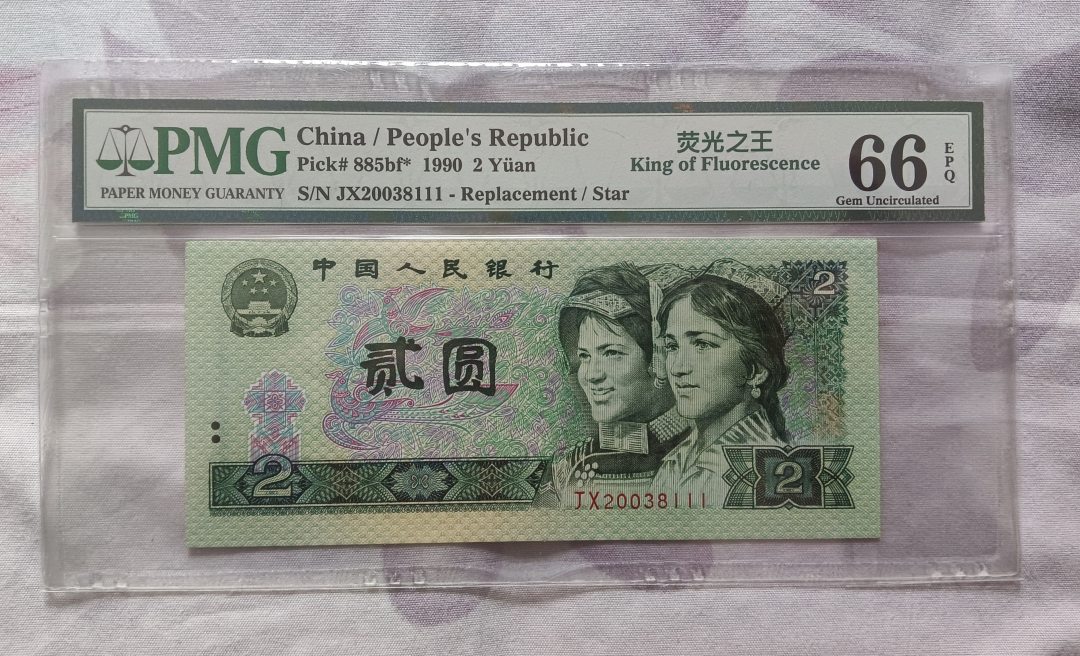 PMG
PAPER MONEY GUARANTY
China / People's Republic
Pick# 885bf* 1990 2 Yüan
S/N JX20038111 - Replacement / Star
荧光之王
King of Fluorescence
66
EPQ
Gem Uncirculated
中国人民银行
2
贰圆
2
2
JX20038111